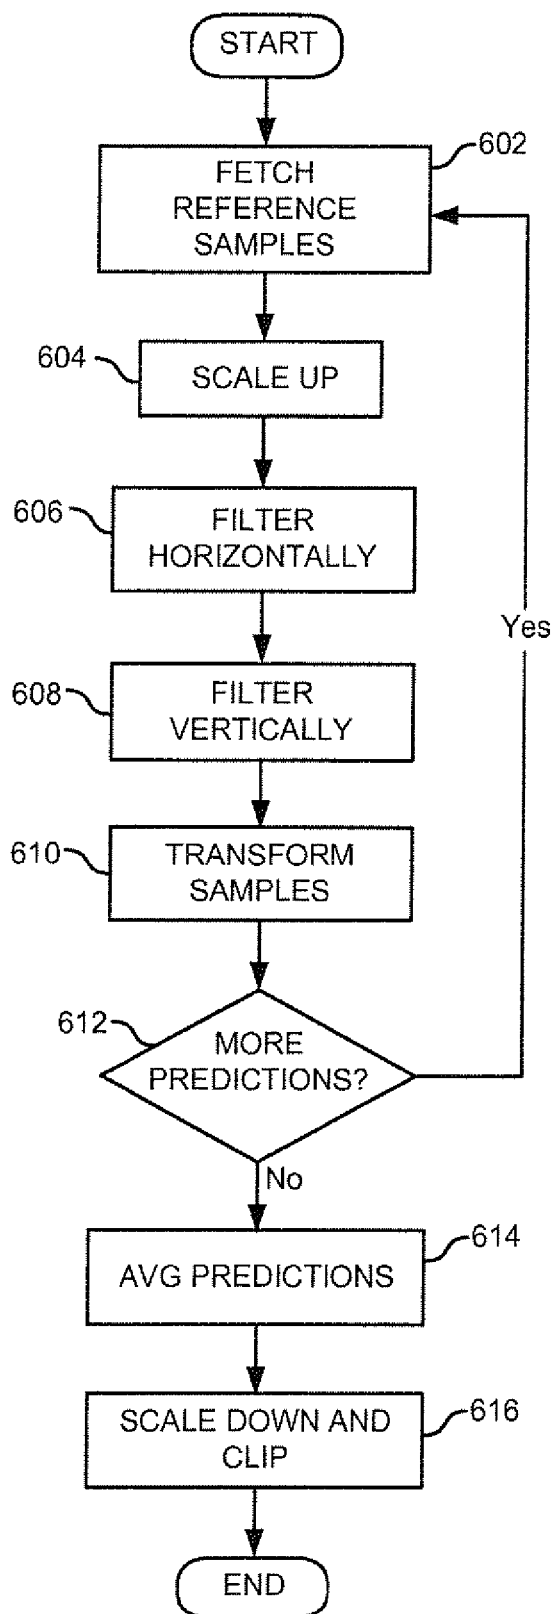 START
602
FETCH
REFERENCE
SAMPLES
604
SCALE UP
606
FILTER
HORIZONTALLY
Yes
608
FILTER
VERTICALLY
610
TRANSFORM
SAMPLES
612
MORE
PREDICTIONS?
No
614
AVG PREDICTIONS
616
SCALE DOWN AND
CLIP
END